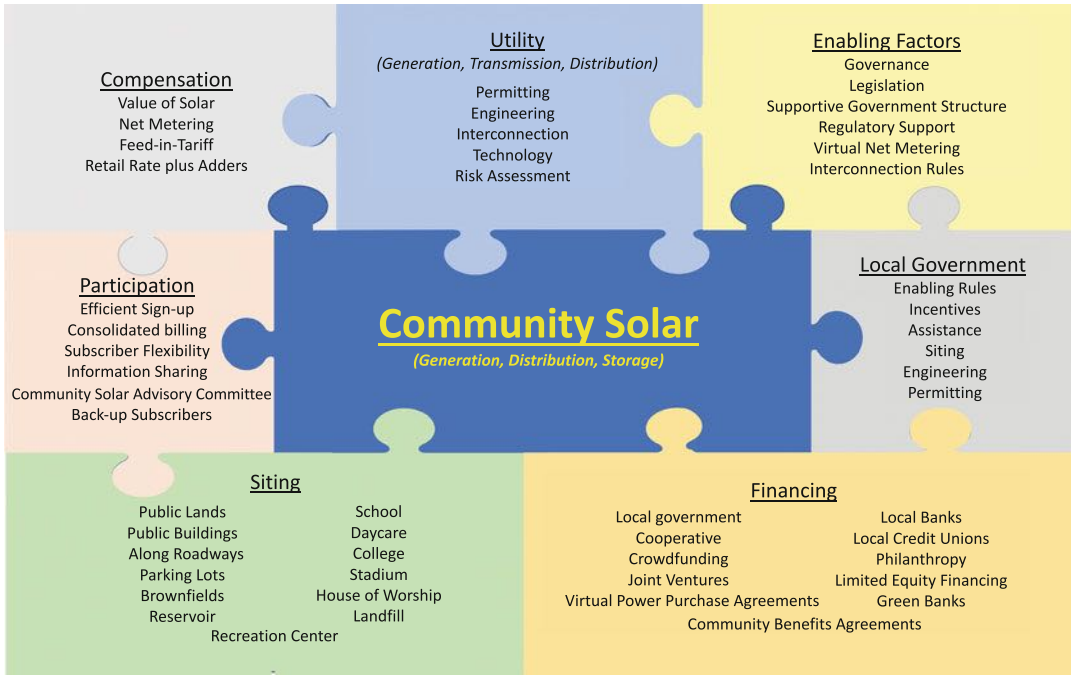 Compensation
Value of Solar
Net Metering
Feed-in-Tariff
Retail Rate plus Adders
Utility
(Generation, Transmission, Distribution)
Permitting
Engineering
Interconnection
Technology
Risk Assessment
Enabling Factors
Governance
Legislation
Supportive Government Structure
Regulatory Support
Virtual Net Metering
Interconnection Rules
Participation
Efficient Sign-up
Consolidated billing
Subscriber Flexibility
Information Sharing
Community Solar Advisory Committee
Back-up Subscribers
Community Solar
(Generation, Distribution, Storage)
Local Government
Enabling Rules
Incentives
Assistance
Siting
Engineering
Permitting
Siting
Public Lands
Public Buildings
Along Roadways
Parking Lots
Brownfields
Reservoir
School
Daycare
College
Stadium
House of Worship
Landfill
Recreation Center
Financing
Local government
Cooperative
Crowdfunding
Joint Ventures
Virtual Power Purchase Agreements
Local Banks
Local Credit Unions
Philanthropy
Limited Equity Financing
Green Banks
Community Benefits Agreements